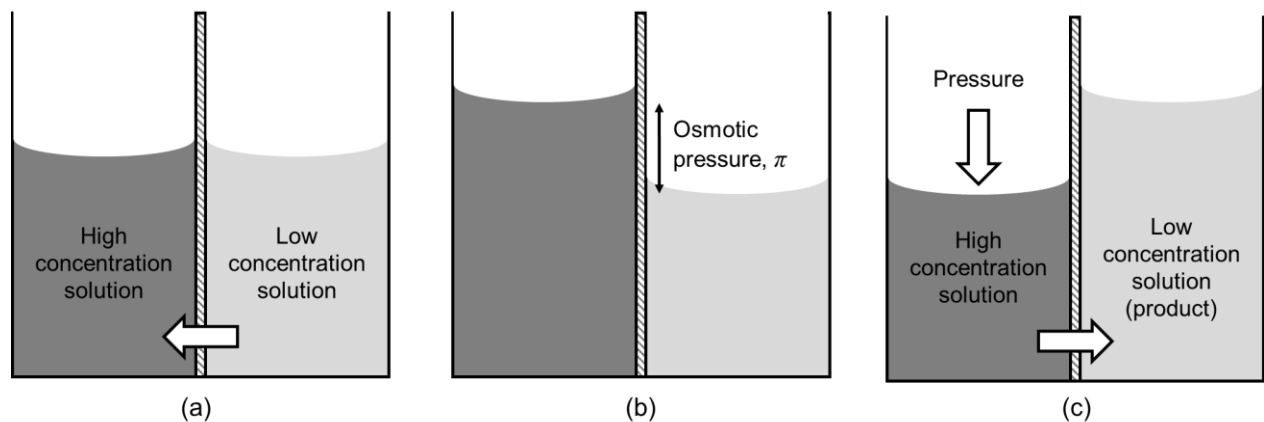 High
concentration
solution
Low
concentration
solution
(a)
Osmotic
pressure, π
(b)
Pressure
High
concentration
solution
Low
concentration
solution
(product)
(c)